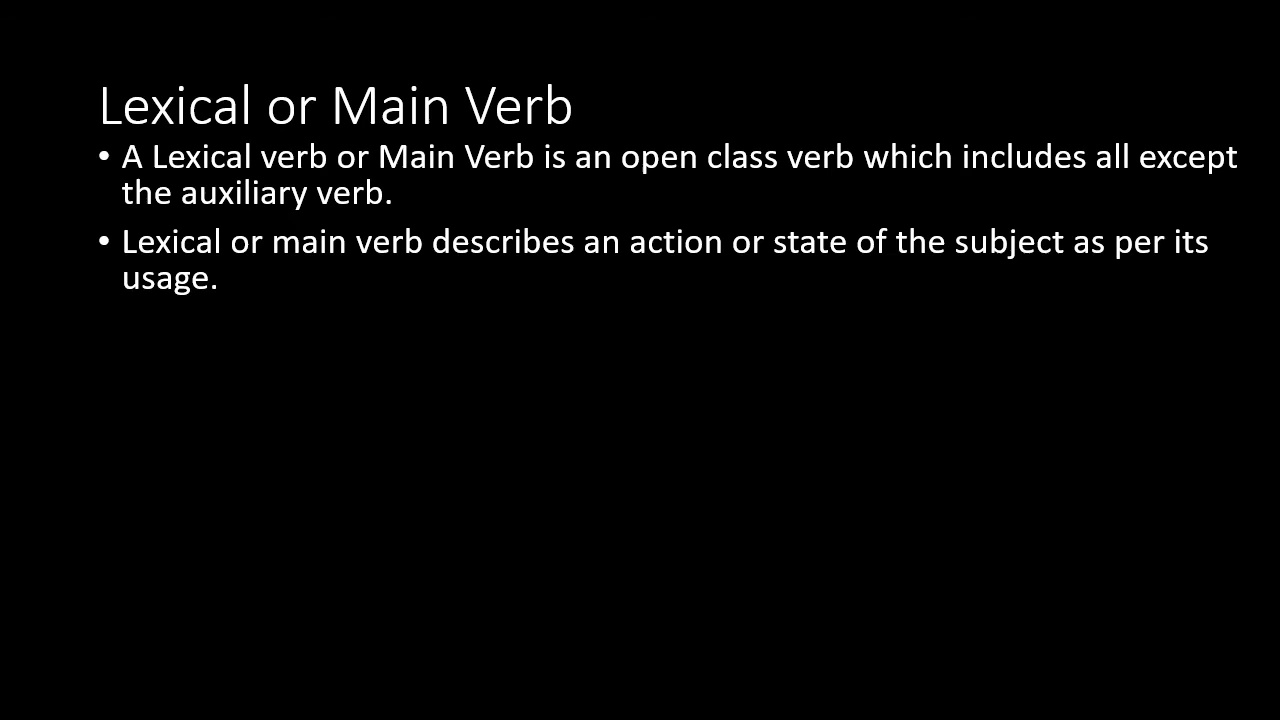 Lexical or Main Verb
• A Lexical verb or Main Verb is an open class verb which includes all except
the auxiliary verb.
• Lexical or main verb describes an action or state of the subject as per its
usage.